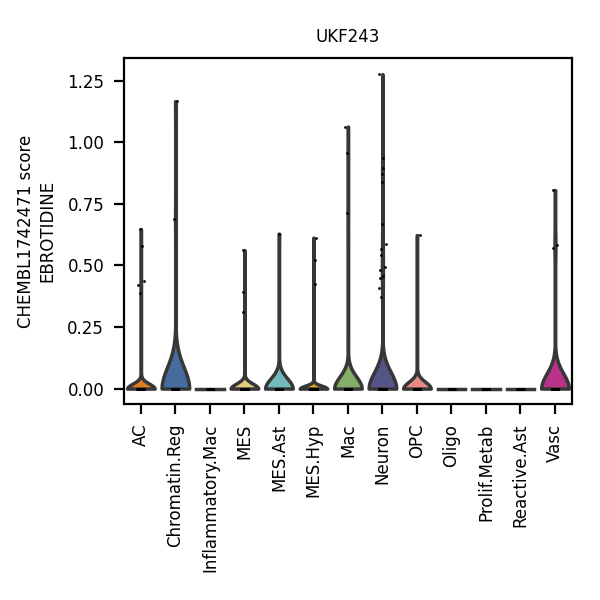 UKF243
CHEMBL1742471 score
EBROTIDINE
1.25
1.00
0.75
0.50
0.25
0.00
AC
Chromatin.Reg
Inflammatory.Mac
MES
MES.Ast
MES.Hyp
Mac
Neuron
OPC
Oligo
Prolif.Metab
Reactive.Ast
Vasc